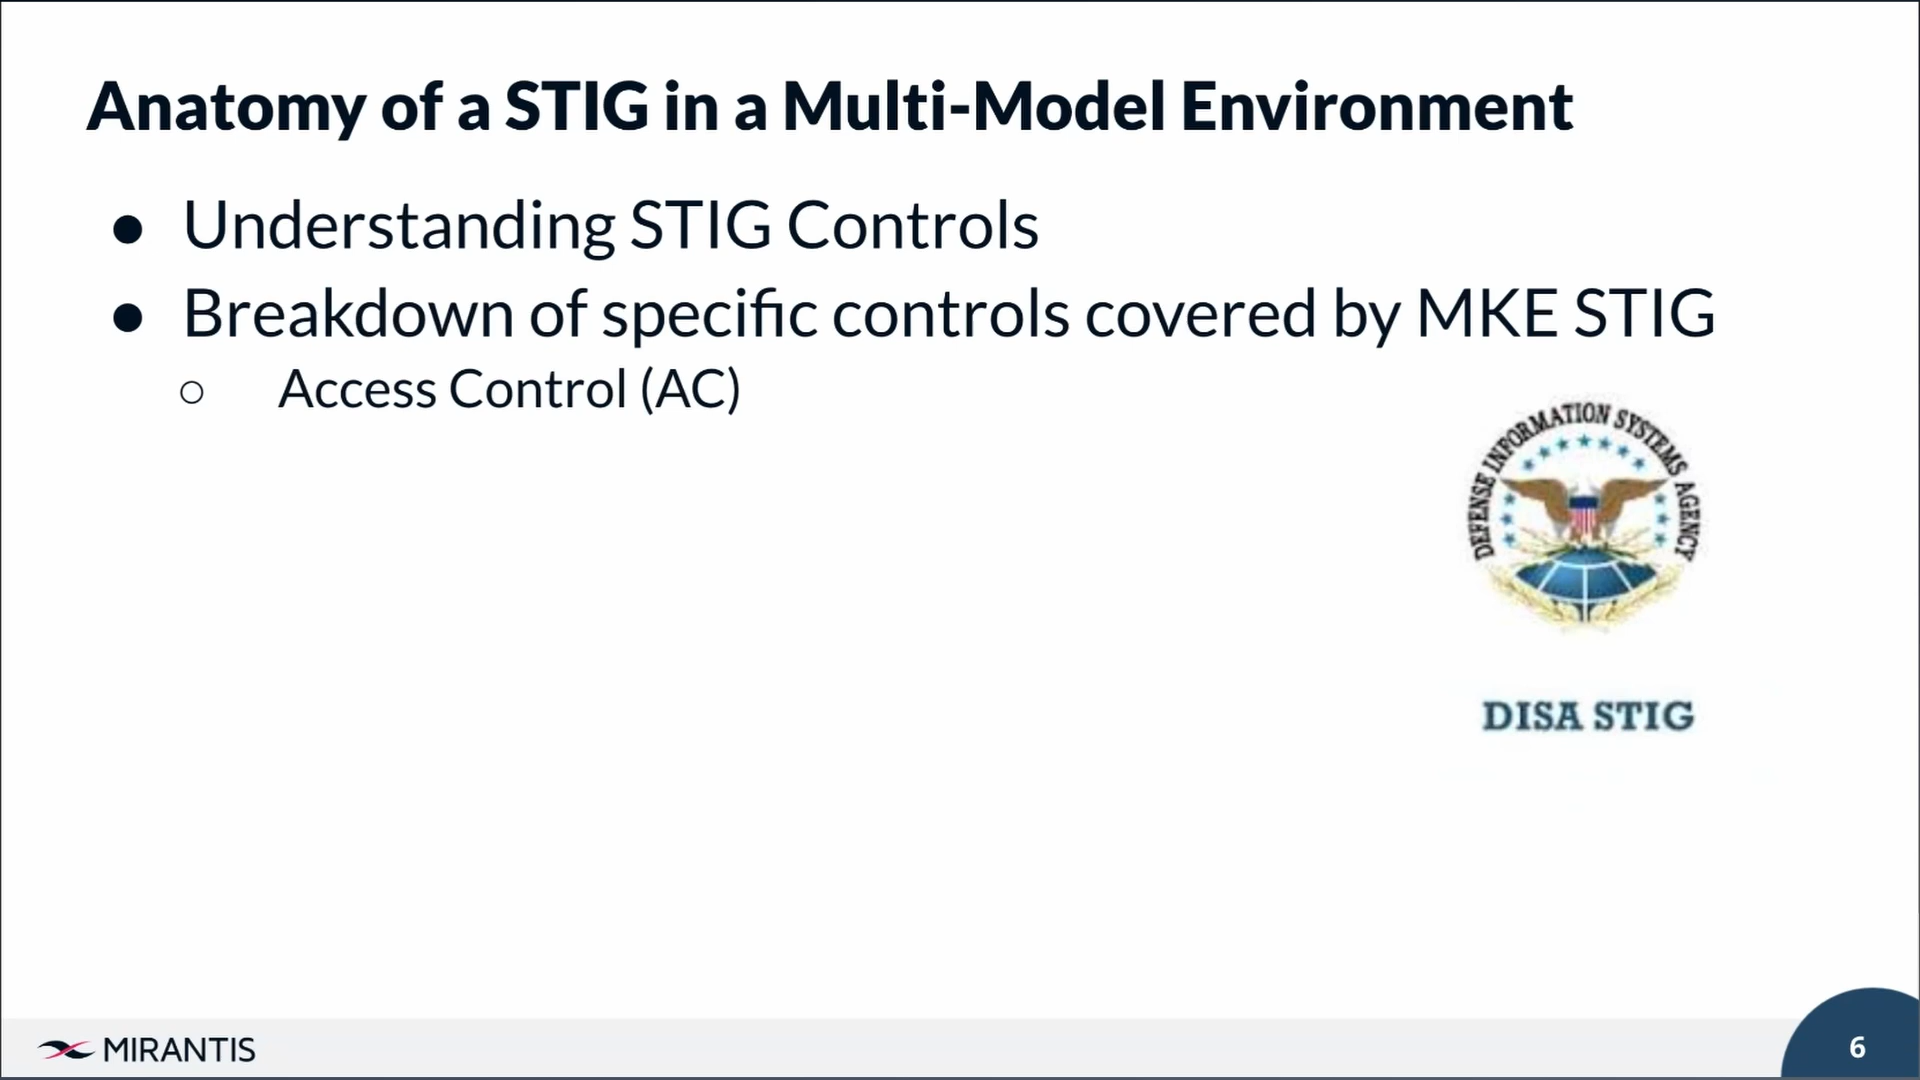 Anatomy of a STIG in a Multi-Model Environment
● Understanding STIG Controls
● Breakdown of specific controls covered by MKE STIG
○ Access Control (AC)
DEFENSE INFORMATION SYSTEMS AGENCY
DISA STIG
MIRANTIS
6